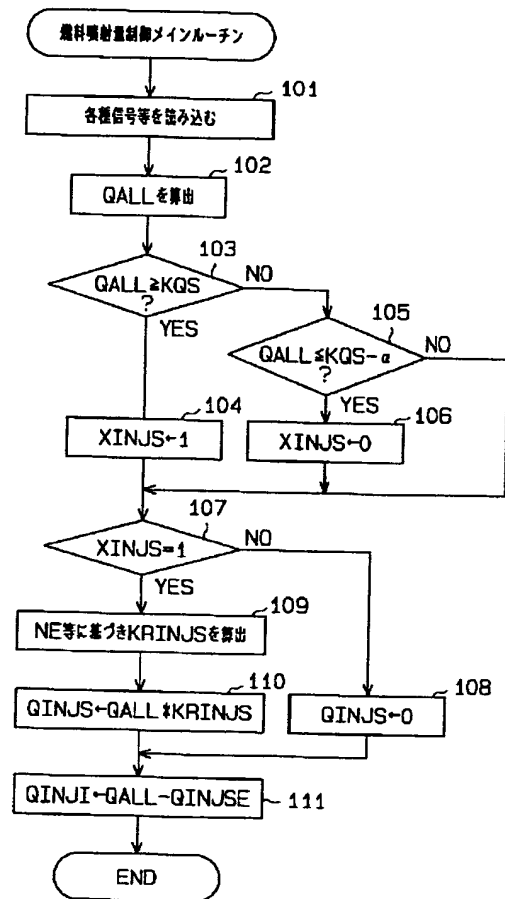 燃料噴射量制御メインルーチン
101
各種信号等を読み込む
102
QALLを算出
103
QALL≧KQS
?
NO
YES
105
QALL≦KQS-α
?
NO
YES
104
XINJS←1
106
XINJS←0
107
XINJS=1
NO
YES
109
NE等に基づきKRINJSを算出
110
QINJS←QALL*KRINJS
108
QINJS←0
QINJI←QALL-QINJSE
111
END